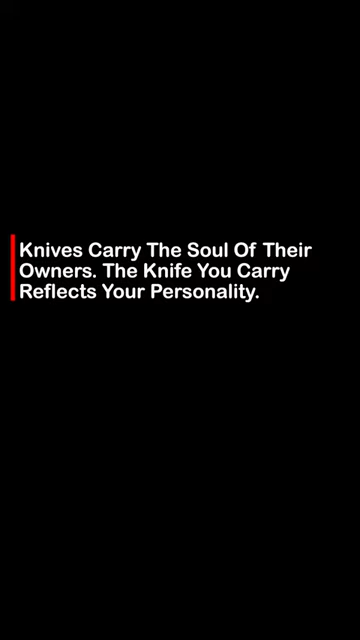 Knives Carry The Soul Of Their
Owners. The Knife You Carry
Reflects Your Personality.